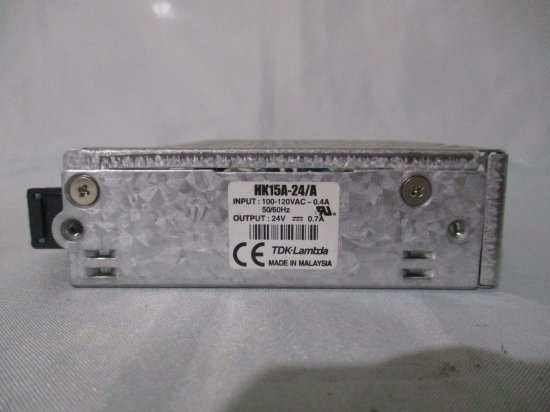 HK15A-24/A
INPUT : 100-120VAC ~ 0.4A
50/60Hz
OUTPUT : 24V ⎓ 0.7A
CE TDK-Lambda
MADE IN MALAYSIA